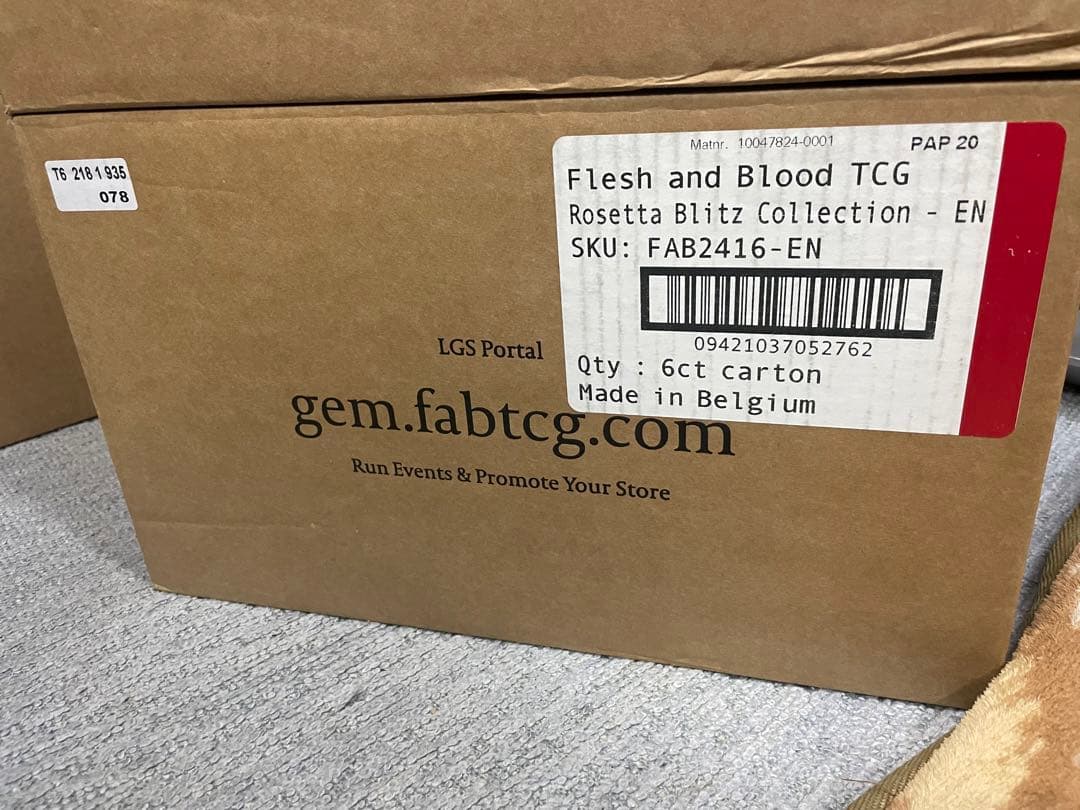 T6 218 1 935
078
Matnr. 10047824-0001
PAP 20
Flesh and Blood TCG
Rosetta Blitz Collection - EN
SKU: FAB2416-EN
09421037052762
Qty : 6ct carton
Made in Belgium
LGS Portal
gem.fabtcg.com
Run Events & Promote Your Store